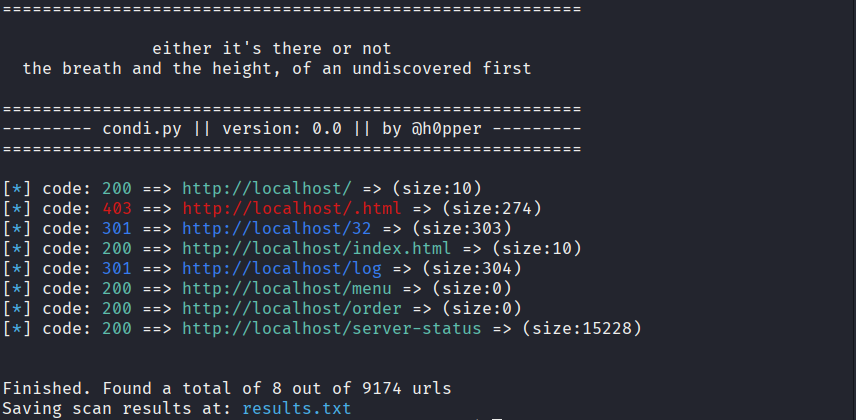 ==========================================================
either it's there or not
the breath and the height, of an undiscovered first
==========================================================
--------- condi.py || version: 0.0 || by @h0pper ---------
==========================================================
[*] code: 200 ==> http://localhost/ => (size:10)
[*] code: 403 ==> http://localhost/.html => (size:274)
[*] code: 301 ==> http://localhost/32 => (size:303)
[*] code: 200 ==> http://localhost/index.html => (size:10)
[*] code: 301 ==> http://localhost/log => (size:304)
[*] code: 200 ==> http://localhost/menu => (size:0)
[*] code: 200 ==> http://localhost/order => (size:0)
[*] code: 200 ==> http://localhost/server-status => (size:15228)
Finished. Found a total of 8 out of 9174 urls
Saving scan results at: results.txt